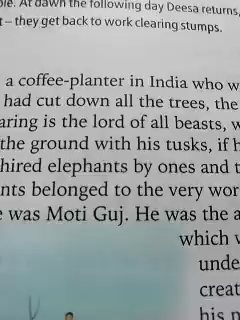 ple. At dawn the following day Deesa returns,
t – they get back to work clearing stumps.
a coffee-planter in India who w
had cut down all the trees, the
aring is the lord of all beasts, w
the ground with his tusks, if h
hired elephants by ones and t
nts belonged to the very wor
e was Moti Guj. He was the a
which w
unde
creat
his n